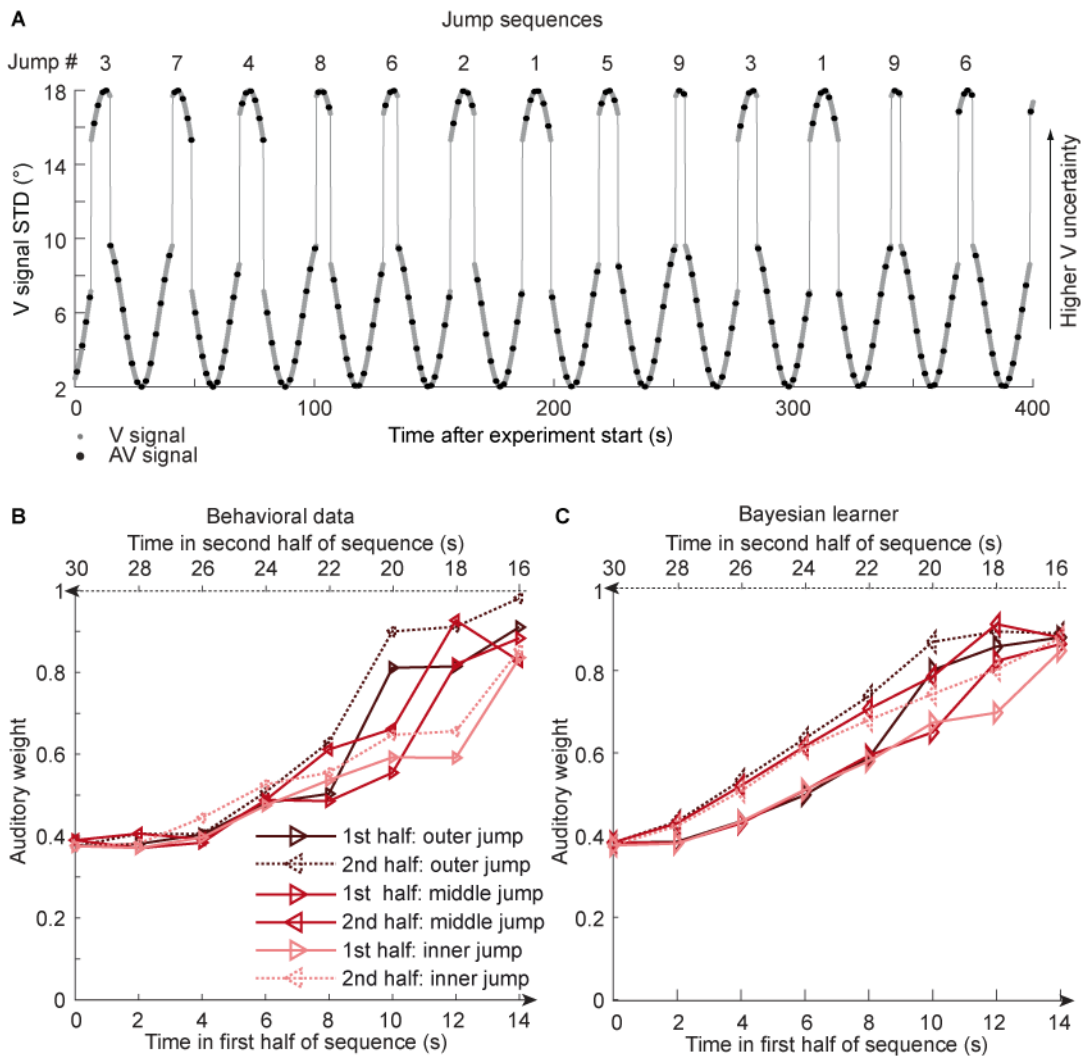 A
Jump sequences
Jump # 3 7 4 8 6 2 1 5 9 3 1 9 6
18
14
10
6
2
V signal STD (°)
Higher V uncertainty
0 100 200 300 400
Time after experiment start (s)
V signal
AV signal
B
Behavioral data
Time in second half of sequence (s)
30 28 26 24 22 20 18 16
1
0.8
0.6
0.4
0.2
0
Auditory weight
1st half: outer jump
2nd half: outer jump
1st half: middle jump
2nd half: middle jump
1st half: inner jump
2nd half: inner jump
0 2 4 6 8 10 12 14
Time in first half of sequence (s)
C
Bayesian learner
Time in second half of sequence (s)
30 28 26 24 22 20 18 16
1
0.8
0.6
0.4
0.2
0
Auditory weight
0 2 4 6 8 10 12 14
Time in first half of sequence (s)